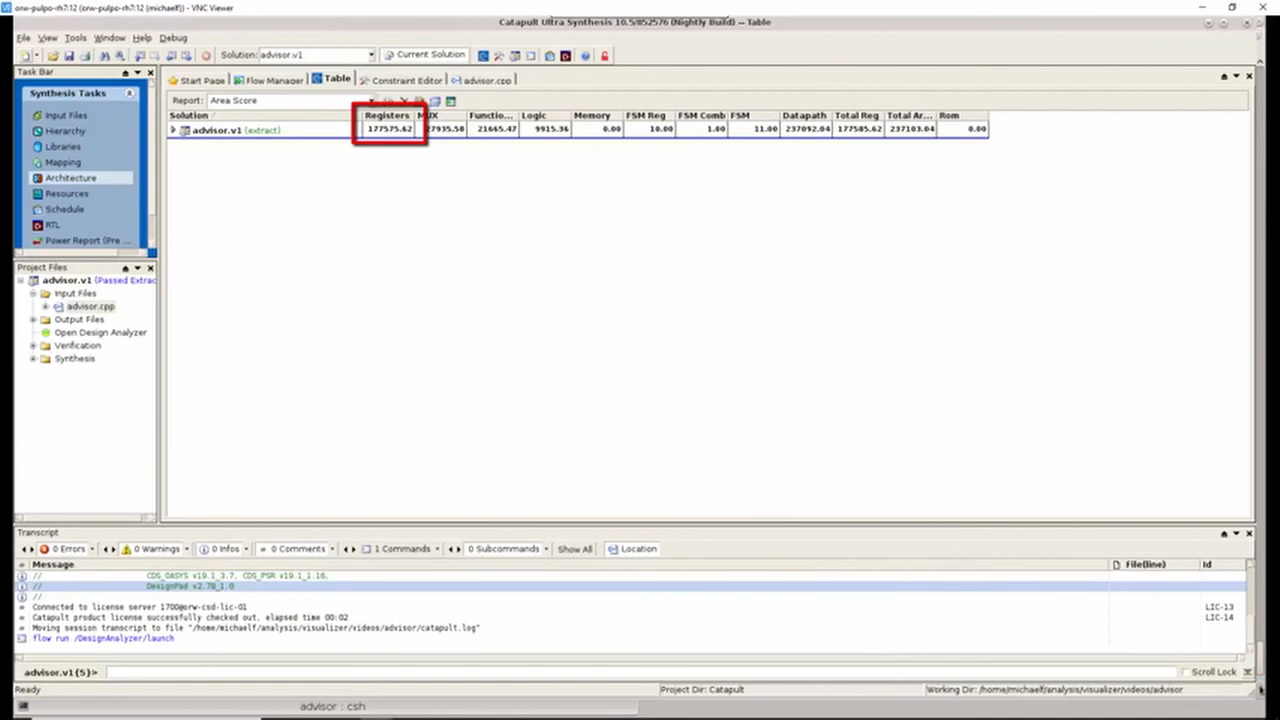 orw-pulpo-rh7:12 (orw-pulpo-rh7:12 (michaelf)) - VNC Viewer
Catapult Ultra Synthesis 10.5/852576 (Nightly Build) -- Table
File View Tools Window Help Debug
Solution: advisor.v1 Current Solution
Task Bar
Start Page Flow Manager Table Constraint Editor advisor.cpp
Synthesis Tasks
Input Files
Hierarchy
Libraries
Mapping
Architecture
Resources
Schedule
RTL
Power Report (Pre ...
Report: Area Score
Solution Registers MUX Functio... Logic Memory FSM Reg FSM Comb FSM Datapath Total Reg Total Ar... Rom
advisor.v1 (extract) 177575.62 27935.58 21665.47 9915.36 0.00 10.00 1.00 11.00 237092.04 177585.62 237103.04 0.00
Project Files
advisor.v1 (Passed Extrac
Input Files
advisor.cpp
Output Files
Open Design Analyzer
Verification
Synthesis
Transcript
0 Errors 0 Warnings 0 Infos 0 Comments 1 Commands 0 Subcommands Show All Location
Message File(line) Id
// CDS_OASYS v19.1_3.7, CDS_PSR v19.1_1.16,
// DesignPad v2.78_1.0
//
Connected to license server 1700@orw-csd-lic-01 LIC-13
Catapult product license successfully checked out, elapsed time 00:02 LIC-14
Moving session transcript to file "/home/michaelf/analysis/visualizer/videos/advisor/catapult.log"
flow run /DesignAnalyzer/launch
advisor.v1{5}> Scroll Lock
Ready Project Dir: Catapult Working Dir: /home/michaelf/analysis/visualizer/videos/advisor
advisor : csh